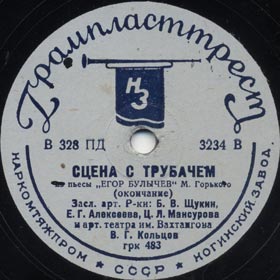 Грампласттрест
НЗ
В 328 ПД
3234 В
СЦЕНА С ТРУБАЧЕМ
из пьесы „ЕГОР БУЛЫЧЕВ" М. Горького
(окончание)
Засл. арт. Р-ки: Б. В. Щукин,
Е. Г. Алексеева, Ц. Л. Мансурова
и арт. театра им. Вахтангова
В. Г. Кольцов
грк 483
НАРКОМТЯЖПРОМ
СССР
НОГИНСКИЙ ЗАВОД